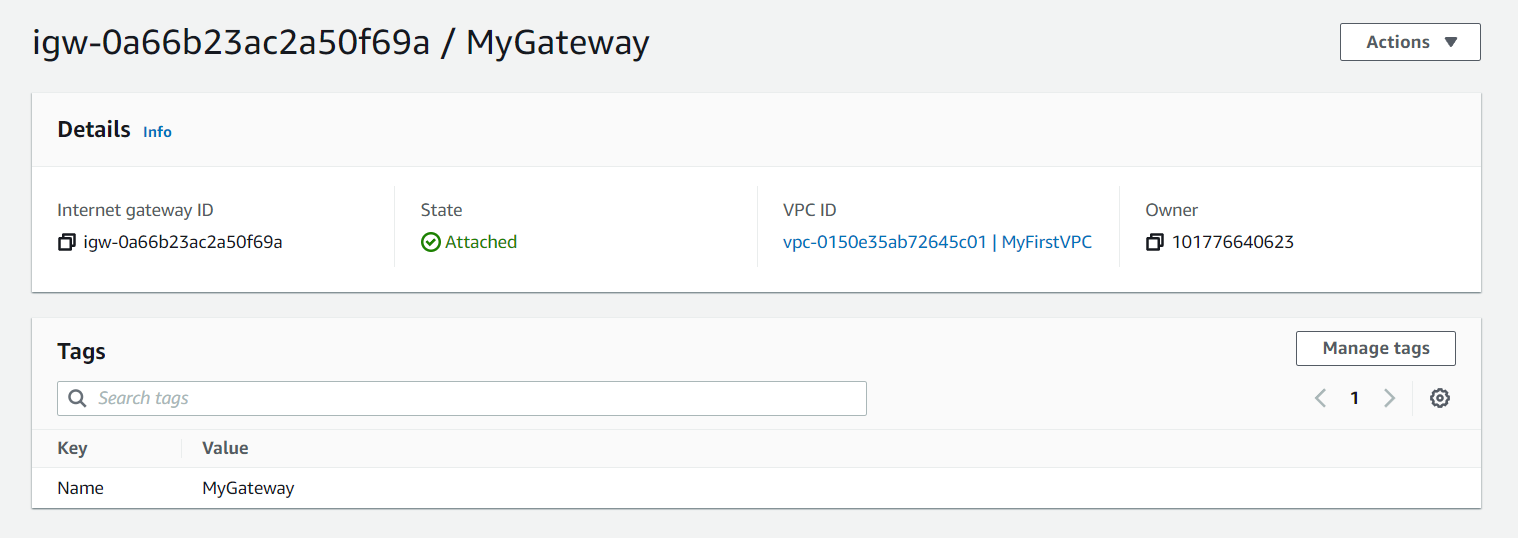 igw-0a66b23ac2a50f69a / MyGateway
Actions
Details Info
Internet gateway ID State VPC ID Owner
igw-0a66b23ac2a50f69a Attached vpc-0150e35ab72645c01 | MyFirstVPC 101776640623
Tags Manage tags
Search tags 1
Key Value
Name MyGateway